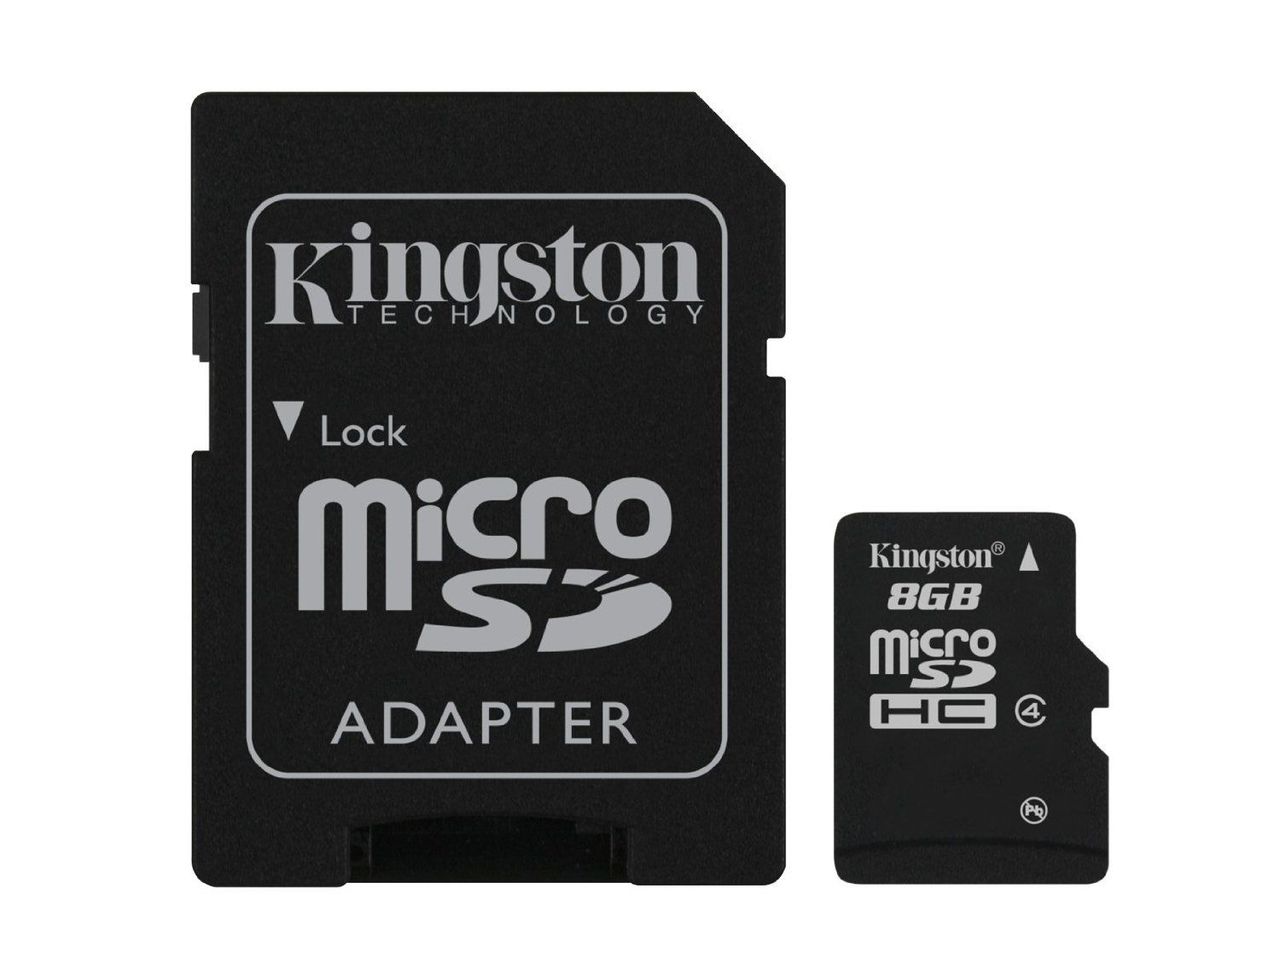 Kingston
TECHNOLOGY
Lock
micro
SD
ADAPTER
Kingston®
8GB
micro
SD
HC 4
Pb